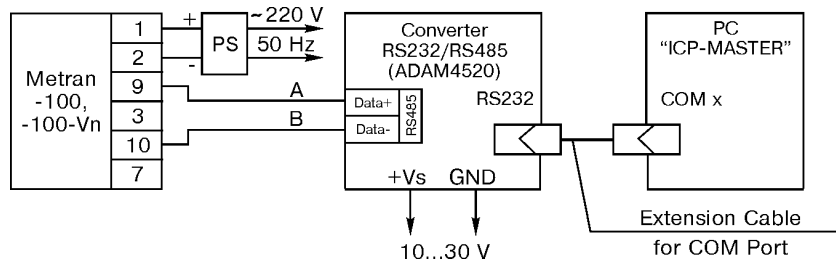 Metran
-100,
-100-Vn
1
2
9
3
10
7
+
-
PS
~220 V
50 Hz
A
B
Converter
RS232/RS485
(ADAM4520)
RS232
Data+
Data-
RS485
+Vs GND
10...30 V
PC
“ICP-MASTER”
COM x
Extension Cable
for COM Port